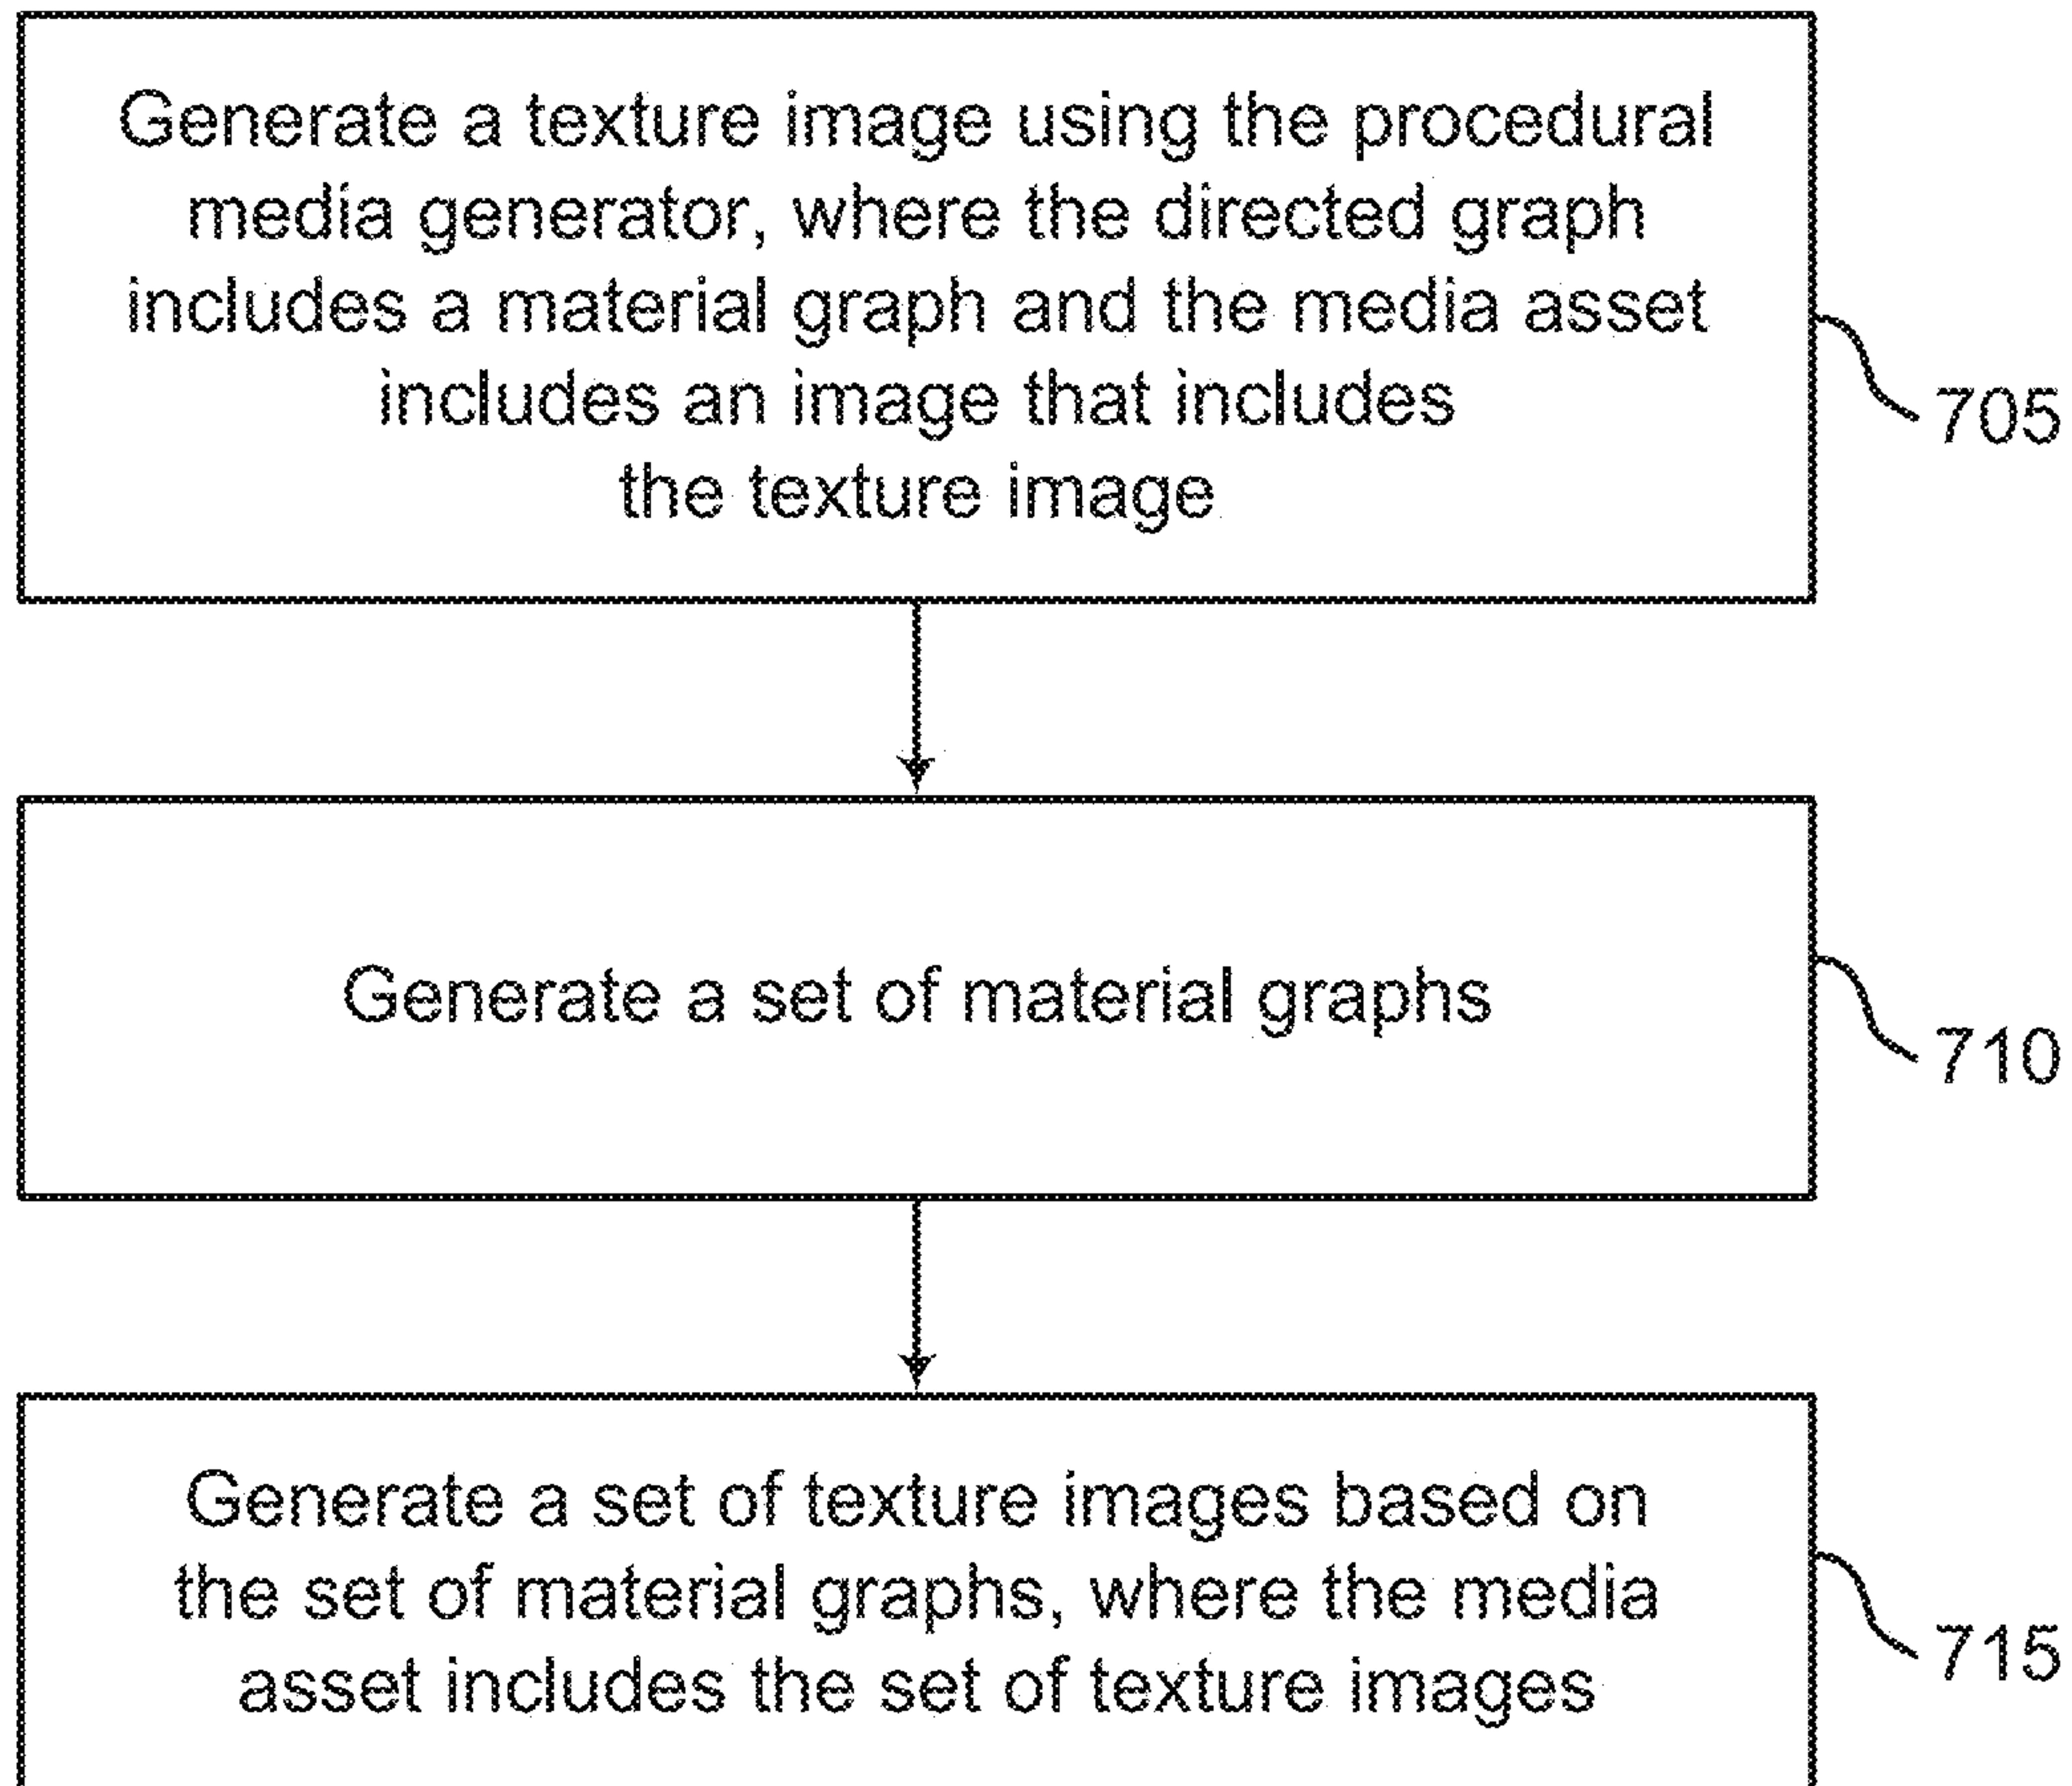 Generate a texture image using the procedural
media generator, where the directed graph
includes a material graph and the media asset
includes an image that includes
the texture image
705
Generate a set of material graphs
710
Generate a set of texture images based on
the set of material graphs, where the media
asset includes the set of texture images
715